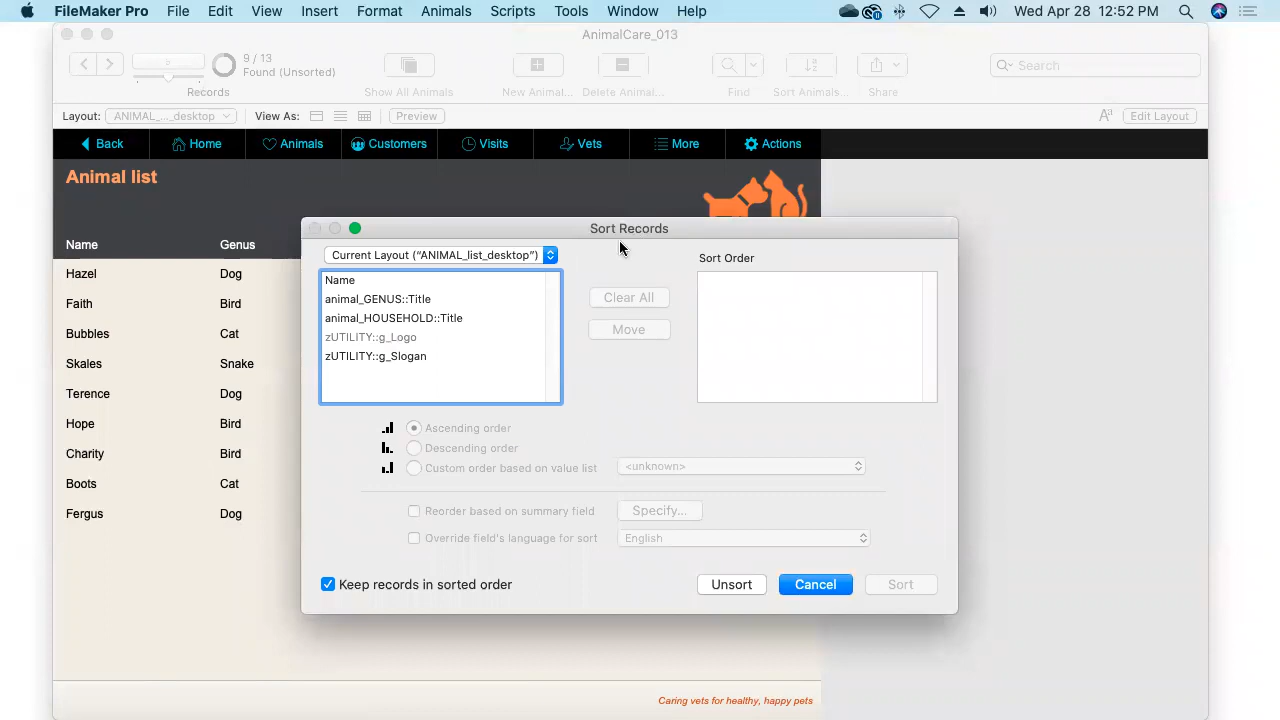 FileMaker Pro File Edit View Insert Format Animals Scripts Tools Window Help Wed Apr 28 12:52 PM
AnimalCare_013
9 / 13
Found (Unsorted)
Search
Records Show All Animals New Animal... Delete Animal... Find Sort Animals... Share
Layout: ANIMAL_..._desktop View As: Preview Aa Edit Layout
Back Home Animals Customers Visits Vets More Actions
Animal list
Name Genus
Hazel Dog
Faith Bird
Bubbles Cat
Skales Snake
Terence Dog
Hope Bird
Charity Bird
Boots Cat
Fergus Dog
Sort Records
Current Layout (“ANIMAL_list_desktop”)
Sort Order
Name
animal_GENUS::Title
animal_HOUSEHOLD::Title
zUTILITY::g_Logo
zUTILITY::g_Slogan
Clear All
Move
Ascending order
Descending order
Custom order based on value list <unknown>
Reorder based on summary field Specify...
Override field's language for sort English
Keep records in sorted order Unsort Cancel Sort
Caring vets for healthy, happy pets